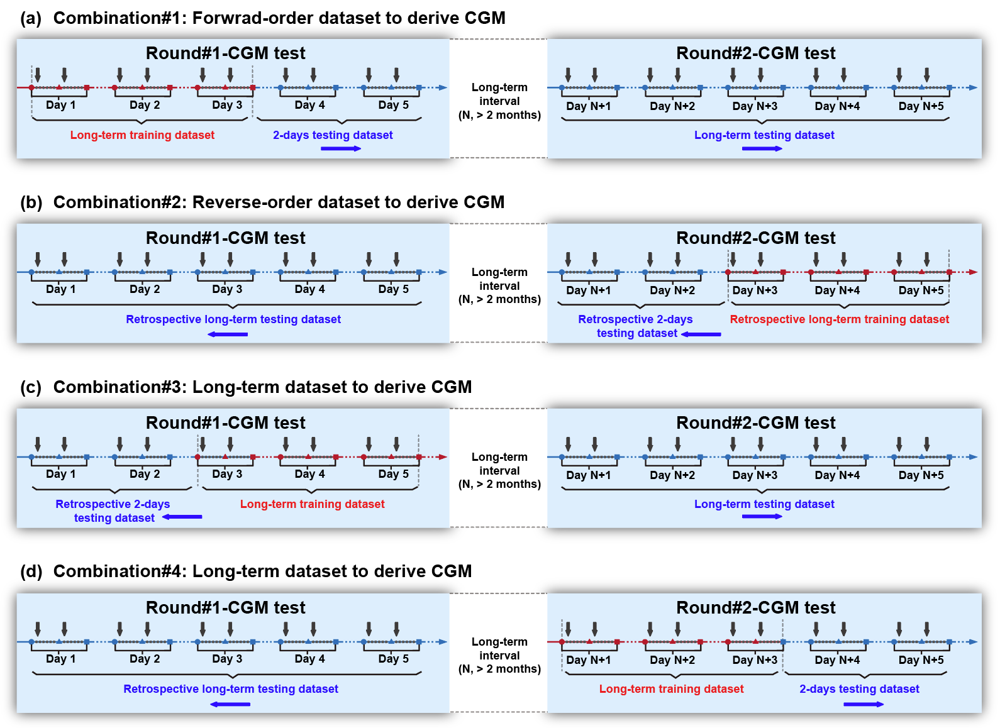 (a) Combination#1: Forwrad-order dataset to derive CGM
Round#1-CGM test
Day 1 Day 2 Day 3 Day 4 Day 5
Long-term training dataset 2-days testing dataset
Long-term
interval
(N, > 2 months)
Round#2-CGM test
Day N+1 Day N+2 Day N+3 Day N+4 Day N+5
Long-term testing dataset
(b) Combination#2: Reverse-order dataset to derive CGM
Round#1-CGM test
Day 1 Day 2 Day 3 Day 4 Day 5
Retrospective long-term testing dataset
Long-term
interval
(N, > 2 months)
Round#2-CGM test
Day N+1 Day N+2 Day N+3 Day N+4 Day N+5
Retrospective 2-days
testing dataset
Retrospective long-term training dataset
(c) Combination#3: Long-term dataset to derive CGM
Round#1-CGM test
Day 1 Day 2 Day 3 Day 4 Day 5
Retrospective 2-days
testing dataset
Long-term training dataset
Long-term
interval
(N, > 2 months)
Round#2-CGM test
Day N+1 Day N+2 Day N+3 Day N+4 Day N+5
Long-term testing dataset
(d) Combination#4: Long-term dataset to derive CGM
Round#1-CGM test
Day 1 Day 2 Day 3 Day 4 Day 5
Retrospective long-term testing dataset
Long-term
interval
(N, > 2 months)
Round#2-CGM test
Day N+1 Day N+2 Day N+3 Day N+4 Day N+5
Long-term training dataset 2-days testing dataset